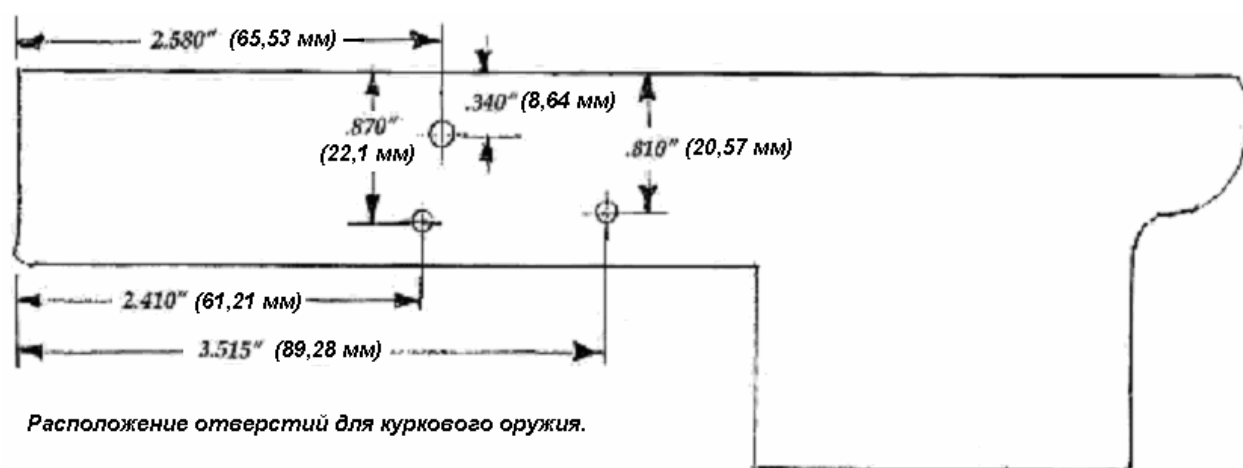 2.580" (65,53 мм)
.340" (8,64 мм)
.870"
(22,1 мм)
.810" (20,57 мм)
2.410" (61,21 мм)
3.515" (89,28 мм)
Расположение отверстий для куркового оружия.